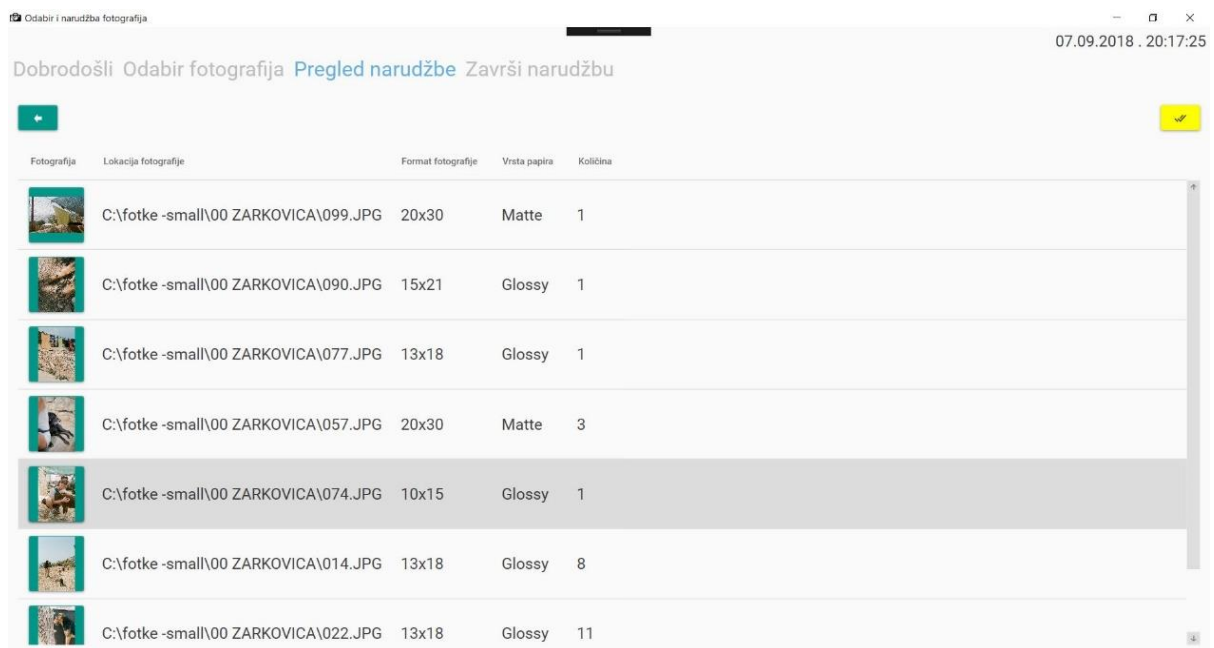 Odabir i narudžba fotografija
07.09.2018 . 20:17:25
Dobrodošli Odabir fotografija Pregled narudžbe Završi narudžbu
Fotografija Lokacija fotografije Format fotografije Vrsta papira Količina
C:\fotke -small\00 ZARKOVICA\099.JPG 20x30 Matte 1
C:\fotke -small\00 ZARKOVICA\090.JPG 15x21 Glossy 1
C:\fotke -small\00 ZARKOVICA\077.JPG 13x18 Glossy 1
C:\fotke -small\00 ZARKOVICA\057.JPG 20x30 Matte 3
C:\fotke -small\00 ZARKOVICA\074.JPG 10x15 Glossy 1
C:\fotke -small\00 ZARKOVICA\014.JPG 13x18 Glossy 8
C:\fotke -small\00 ZARKOVICA\022.JPG 13x18 Glossy 11